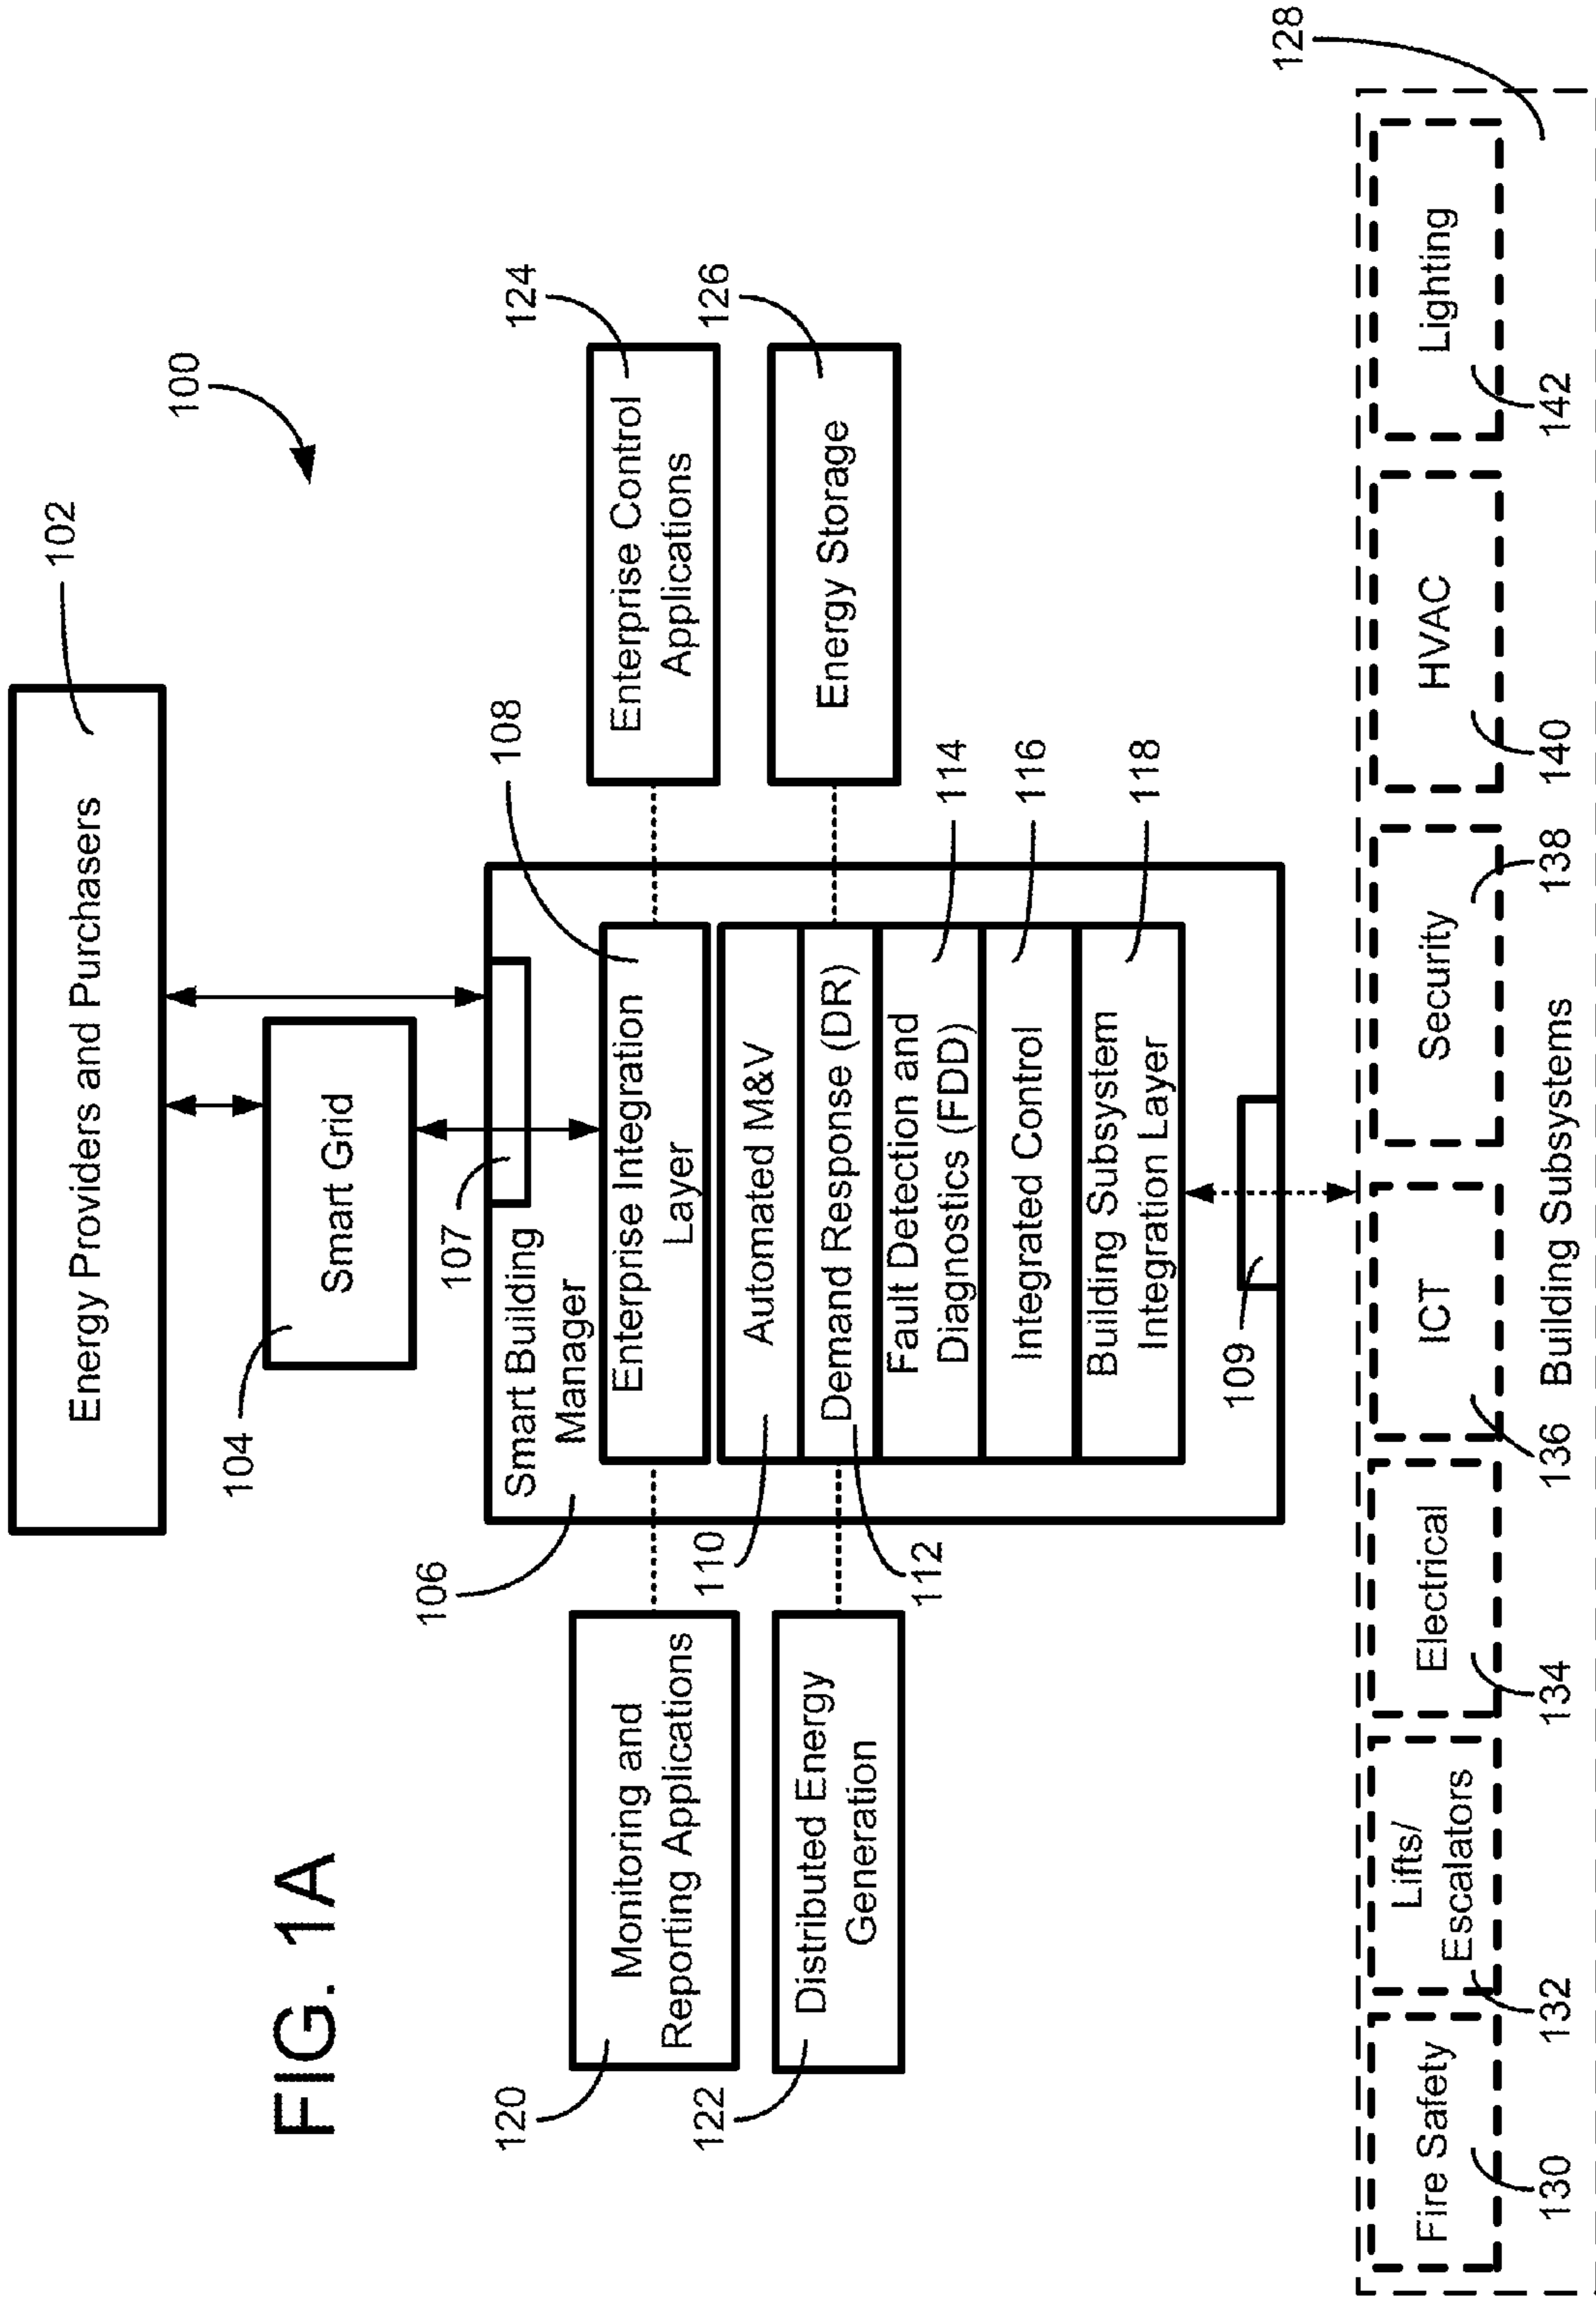 FIG. 1A
100
Energy Providers and Purchasers
102
Smart Grid
104
107
Smart Building
Manager
106
Enterprise Integration
Layer
108
Automated M&V
110
Demand Response (DR)
112
Fault Detection and
Diagnostics (FDD)
114
Integrated Control
116
Building Subsystem
Integration Layer
118
109
Monitoring and
Reporting Applications
120
Distributed Energy
Generation
122
Enterprise Control
Applications
124
Energy Storage
126
128
Fire Safety
130
Lifts/
Escalators
132
Electrical
134
ICT
136
Security
138
HVAC
140
Lighting
142
Building Subsystems